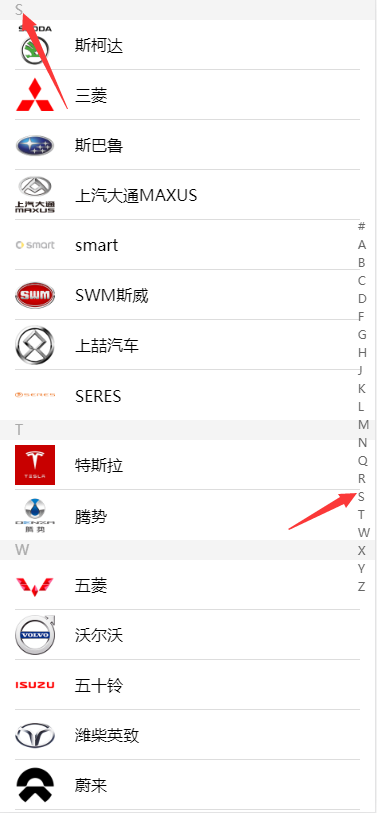 S
SKODA
斯柯达
三菱
斯巴鲁
上汽大通
MAXUS
上汽大通MAXUS
smart
smart
SWM
SWM斯威
上喆汽车
SEREN
SERES
T
TESLA
特斯拉
DENZA
腾势
腾势
W
五菱
VOLVO
沃尔沃
ISUZU
五十铃
潍柴英致
蔚来
#
A
B
C
D
F
G
H
J
K
L
M
N
Q
R
S
T
W
X
Y
Z